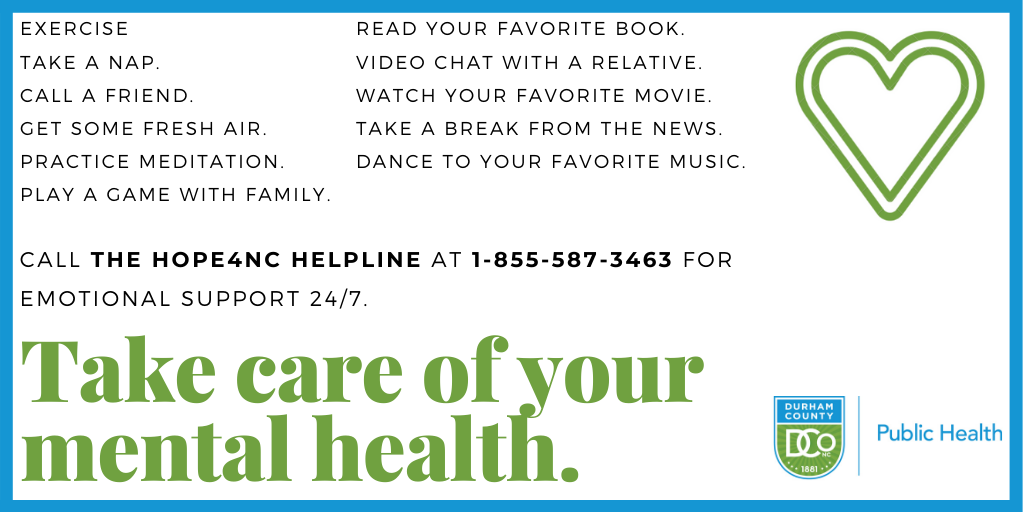 EXERCISE
TAKE A NAP.
CALL A FRIEND.
GET SOME FRESH AIR.
PRACTICE MEDITATION.
PLAY A GAME WITH FAMILY.
READ YOUR FAVORITE BOOK.
VIDEO CHAT WITH A RELATIVE.
WATCH YOUR FAVORITE MOVIE.
TAKE A BREAK FROM THE NEWS.
DANCE TO YOUR FAVORITE MUSIC.
CALL THE HOPE4NC HELPLINE AT 1-855-587-3463 FOR
EMOTIONAL SUPPORT 24/7.
Take care of your
mental health.
DURHAM
COUNTY
DCo
NC
1881
Public Health